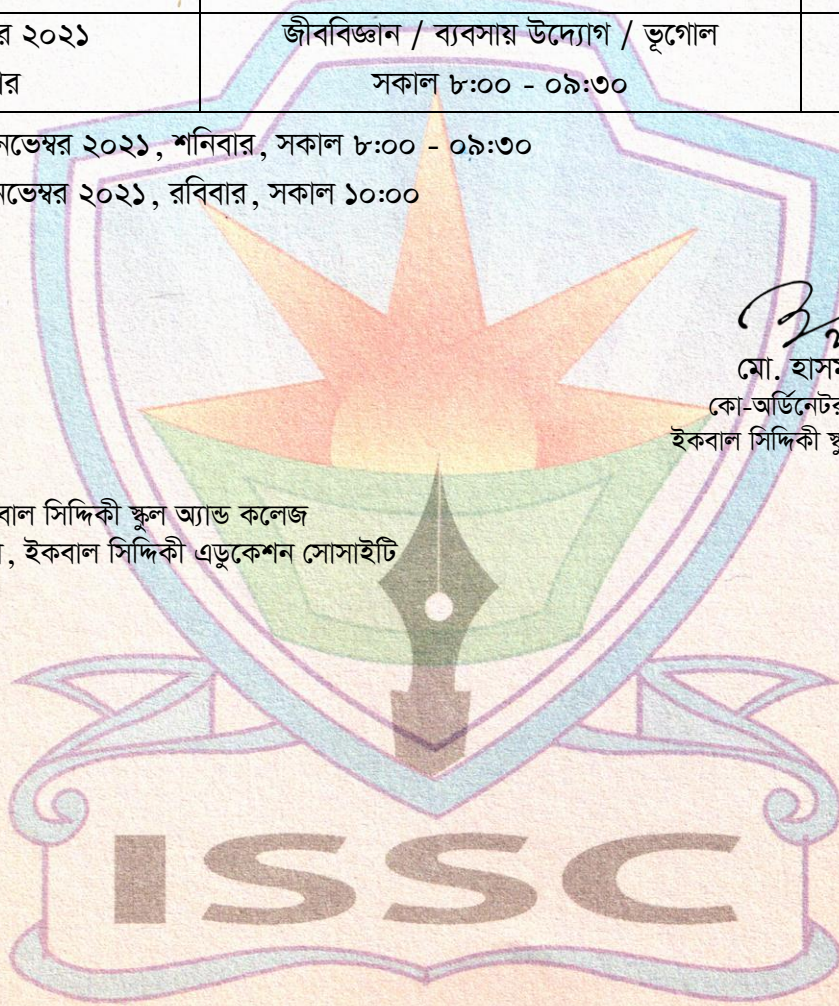 ২০২১
জীববিজ্ঞান / ব্যবসায় উদ্যোগ / ভূগোল
সকাল ৮:০০ - ০৯:৩০
নভেম্বর ২০২১, শনিবার, সকাল ৮:০০ - ০৯:৩০
নভেম্বর ২০২১, রবিবার, সকাল ১০:০০
মো.
কো-অর্ডিনেটর
ইকবাল সিদ্দিকী
সিদ্দিকী স্কুল অ্যান্ড কলেজ
, ইকবাল সিদ্দিকী এডুকেশন সোসাইটি
ISSC